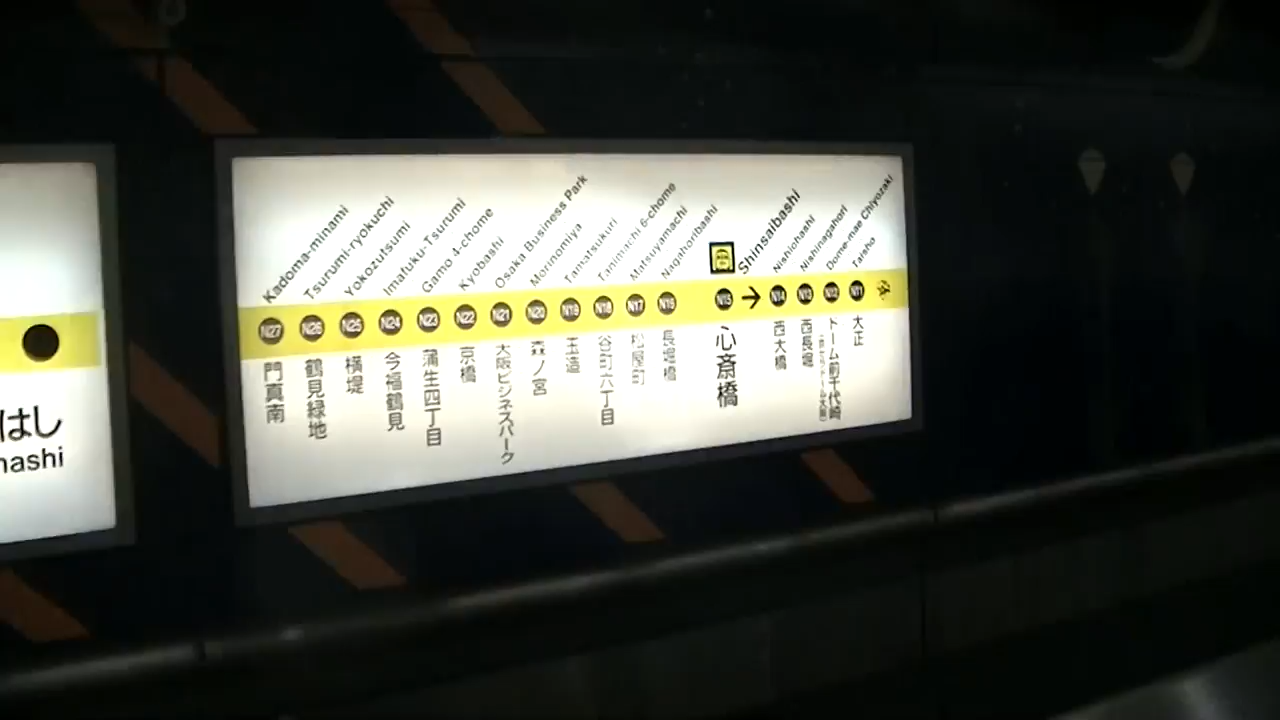 はし
hashi
Kadoma-minami
Tsurumi-ryokuchi
Yokozutsumi
Imafuku-Tsurumi
Gamo 4-chome
Kyobashi
Osaka Business Park
Morinomiya
Tamatsukuri
Tanimachi 6-chome
Matsuyamachi
Nagahoribashi
Shinsaibashi
Nishiohashi
Nishinagahori
Dome-mae Chiyozaki
Taisho
N27
N26
N25
N24
N23
N22
N21
N20
N19
N18
N17
N16
N15
→
N14
N13
N12
N11
門真南
鶴見緑地
横堤
今福鶴見
蒲生四丁目
京橋
大阪ビジネスパーク
森ノ宮
玉造
谷町六丁目
松屋町
長堀橋
心斎橋
西大橋
西長堀
ドーム前千代崎
大正